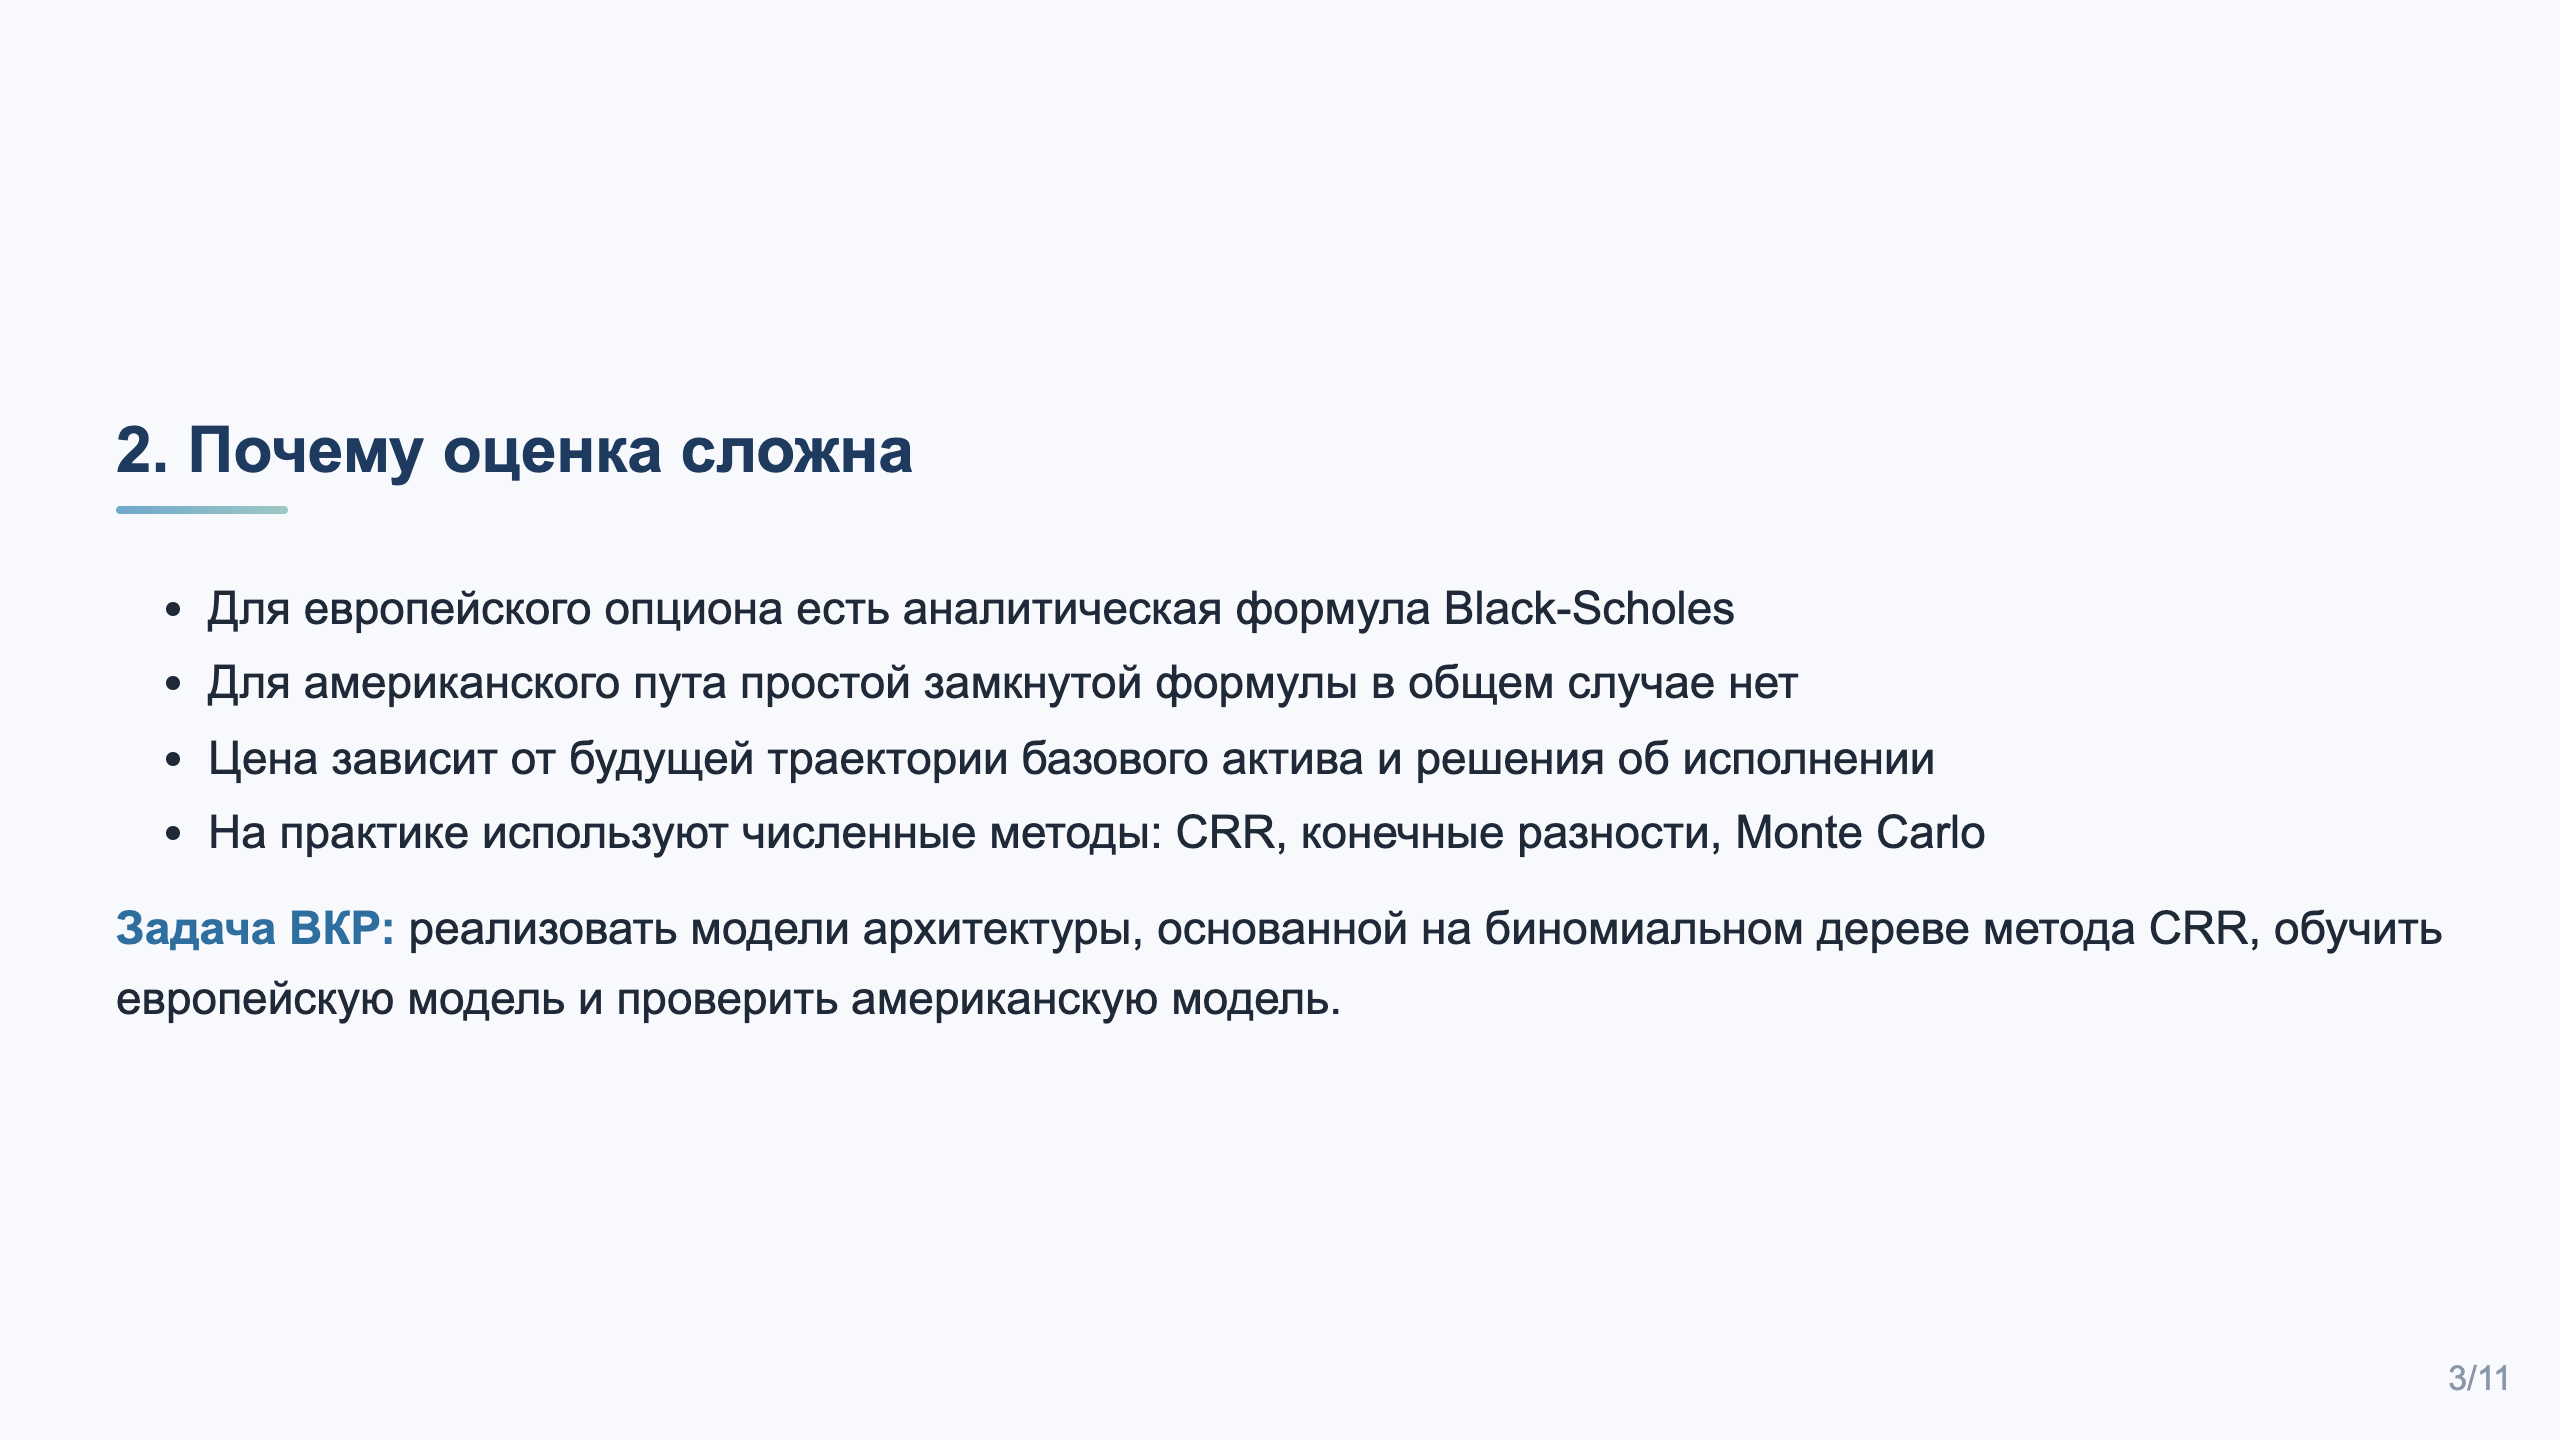 2. Почему оценка сложна
• Для европейского опциона есть аналитическая формула Black-Scholes
• Для американского пута простой замкнутой формулы в общем случае нет
• Цена зависит от будущей траектории базового актива и решения об исполнении
• На практике используют численные методы: CRR, конечные разности, Monte Carlo
Задача ВКР: реализовать модели архитектуры, основанной на биномиальном дереве метода CRR, обучить
европейскую модель и проверить американскую модель.
3/11